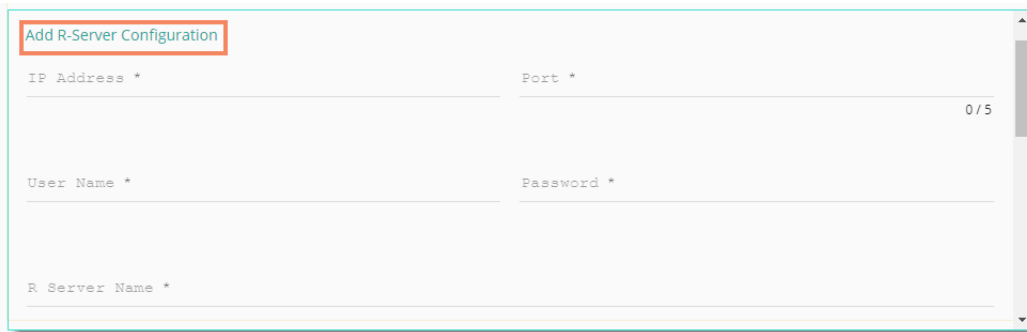 Add R-Server Configuration
IP Address * Port *
0 / 5
User Name * Password *
R Server Name *